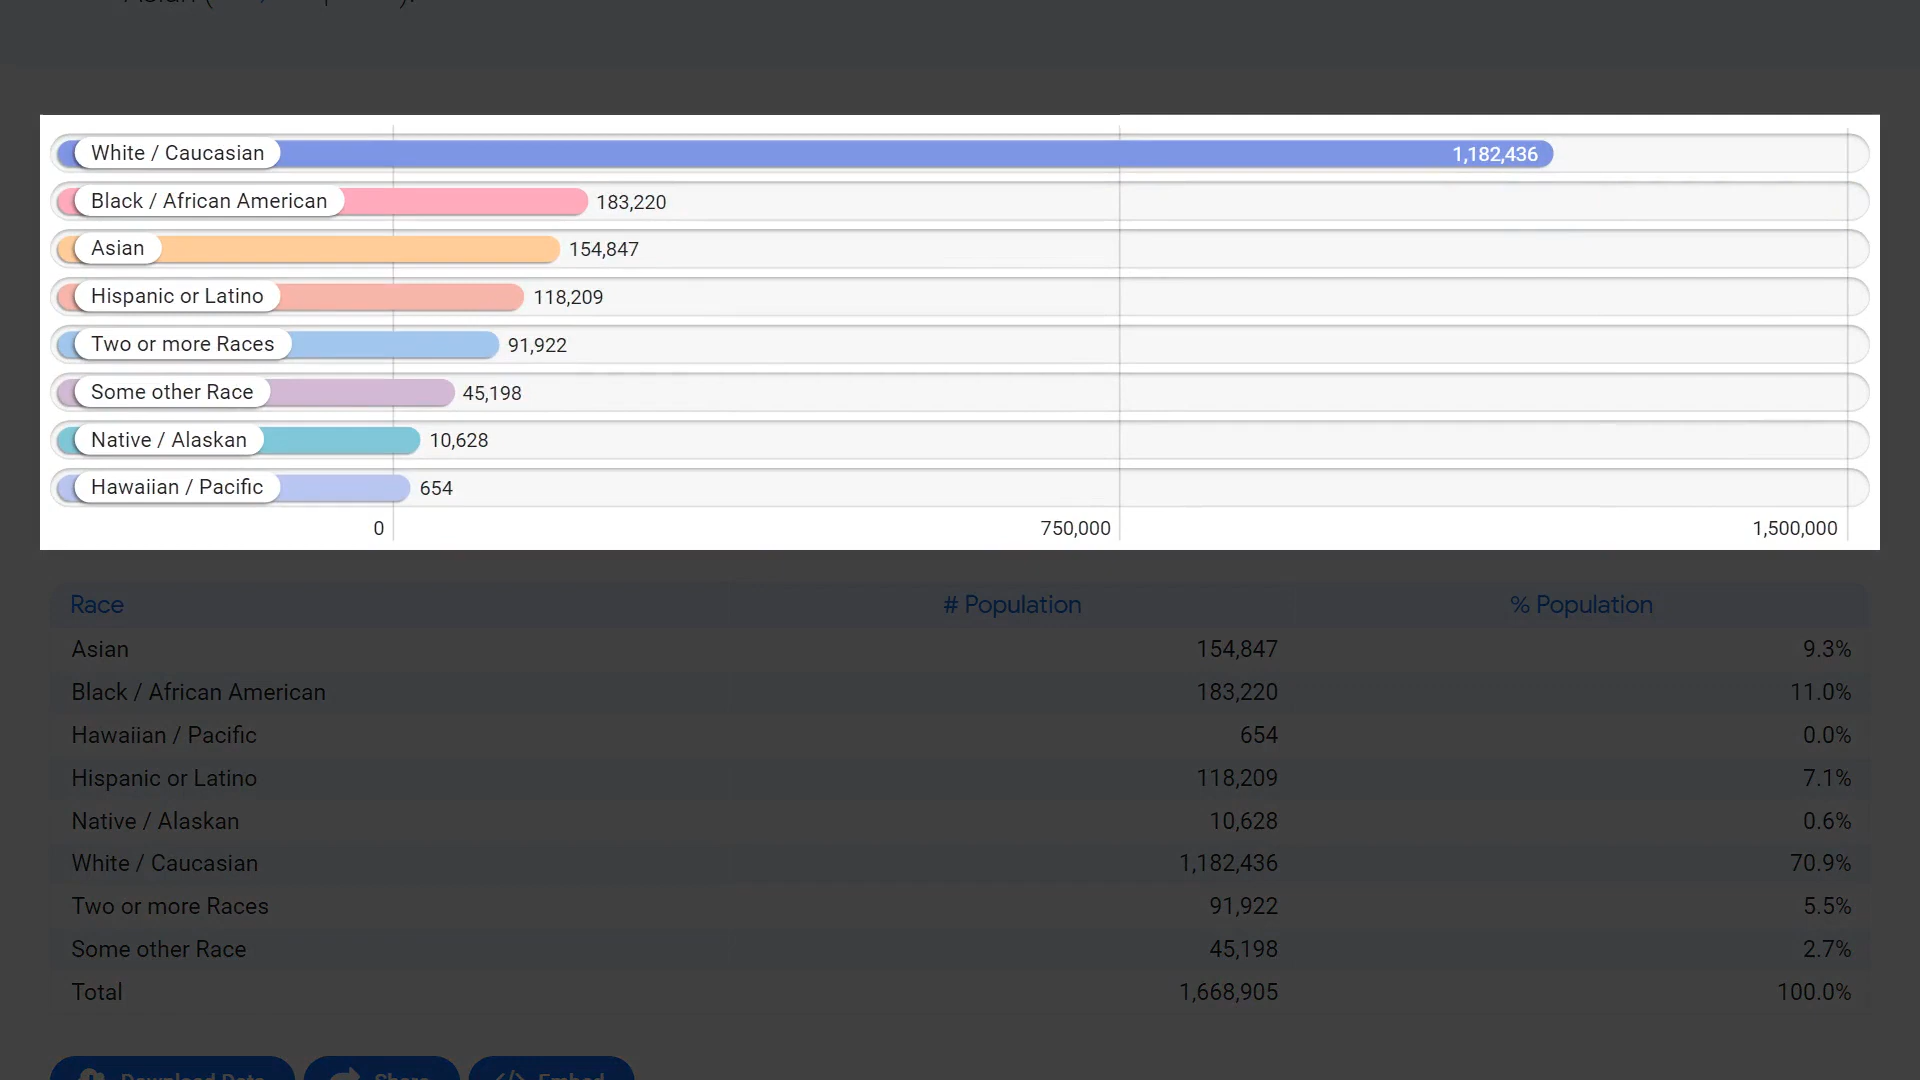 White / Caucasian 1,182,436
Black / African American 183,220
Asian 154,847
Hispanic or Latino 118,209
Two or more Races 91,922
Some other Race 45,198
Native / Alaskan 10,628
Hawaiian / Pacific 654
0 750,000 1,500,000
Race # Population % Population
Asian 154,847 9.3%
Black / African American 183,220 11.0%
Hawaiian / Pacific 654 0.0%
Hispanic or Latino 118,209 7.1%
Native / Alaskan 10,628 0.6%
White / Caucasian 1,182,436 70.9%
Two or more Races 91,922 5.5%
Some other Race 45,198 2.7%
Total 1,668,905 100.0%
Download Data Share Embed